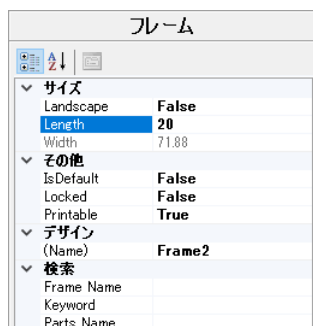 フレーム
サイズ
Landscape False
Length 20
Width 71.88
その他
IsDefault False
Locked False
Printable True
デザイン
(Name) Frame2
検索
Frame Name
Keyword
Parts Name